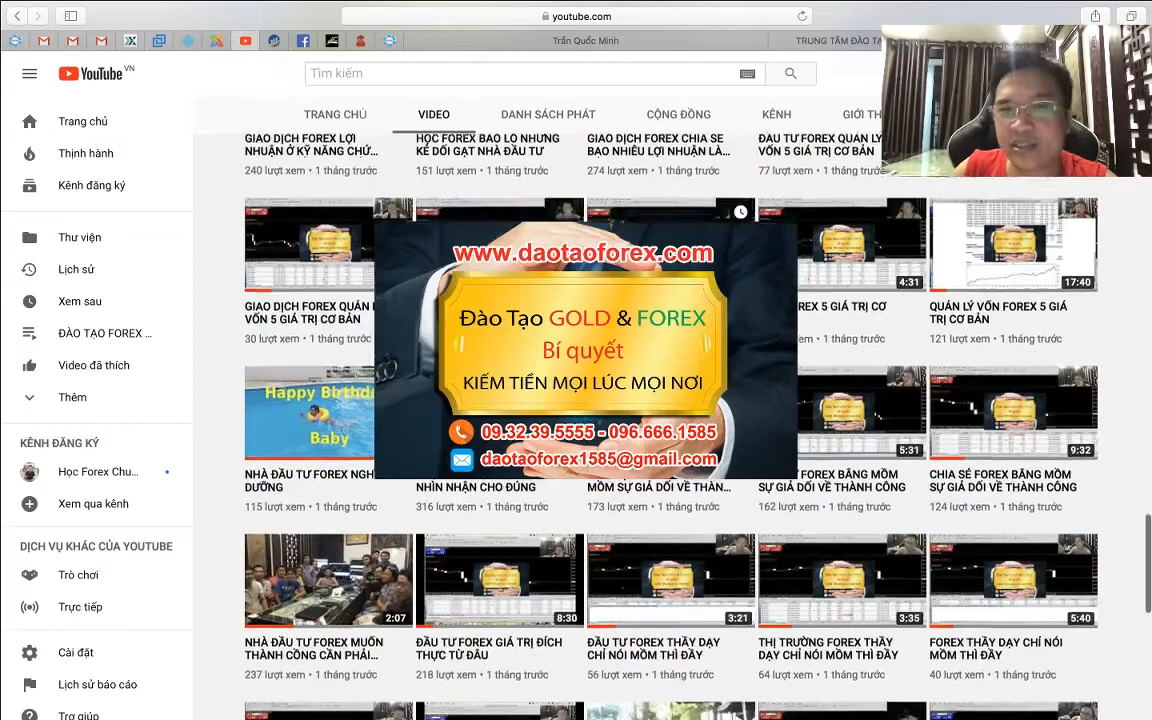 youtube.com
Trần Quốc Minh
TRUNG TÂM ĐÀO TẠ
YouTube VN
Tìm kiếm
TRANG CHỦ
VIDEO
DANH SÁCH PHÁT
CỘNG ĐỒNG
KÊNH
GIỚI TH
Trang chủ
Thịnh hành
Kênh đăng ký
Thư viện
Lịch sử
Xem sau
ĐÀO TẠO FOREX ...
Video đã thích
Thêm
KÊNH ĐĂNG KÝ
Học Forex Chu...
Xem qua kênh
DỊCH VỤ KHÁC CỦA YOUTUBE
Trò chơi
Trực tiếp
Cài đặt
Lịch sử báo cáo
Trợ giúp
GIAO DỊCH FOREX LỢI
NHUẬN Ở KỸ NĂNG CHỨ...
240 lượt xem • 1 tháng trước
HỌC FOREX BAO LO NHƯNG
KẺ DỐI GẠT NHÀ ĐẦU TƯ
151 lượt xem • 1 tháng trước
GIAO DỊCH FOREX CHIA SẺ
BAO NHIÊU LỢI NHUẬN LÀ...
274 lượt xem • 1 tháng trước
ĐẦU TƯ FOREX QUẢN LÝ
VỐN 5 GIÁ TRỊ CƠ BẢN
77 lượt xem • 1 tháng trước
4:31
17:40
GIAO DỊCH FOREX QUẢN
VỐN 5 GIÁ TRỊ CƠ BẢN
30 lượt xem • 1 tháng trước
REX 5 GIÁ TRỊ CƠ
em • 1 tháng trước
QUẢN LÝ VỐN FOREX 5 GIÁ
TRỊ CƠ BẢN
121 lượt xem • 1 tháng trước
www.daotaoforex.com
Đào Tạo GOLD & FOREX
Bí quyết
KIẾM TIỀN MỌI LÚC MỌI NƠI
09.32.39.5555 - 096.666.1585
daotaoforex1585@gmail.com
Happy Birthda
Baby
5:31
9:32
NHÀ ĐẦU TƯ FOREX NGH
DƯỠNG
115 lượt xem • 1 tháng trước
NHÌN NHẬN CHO ĐÚNG
316 lượt xem • 1 tháng trước
MỒM SỰ GIẢ DỐI VỀ THÀN...
173 lượt xem • 1 tháng trước
Ư FOREX BẰNG MỒM
SỰ GIẢ DỐI VỀ THÀNH CÔNG
162 lượt xem • 1 tháng trước
CHIA SẺ FOREX BẰNG MỒM
SỰ GIẢ DỐI VỀ THÀNH CÔNG
124 lượt xem • 1 tháng trước
2:07
8:30
3:21
3:35
5:40
NHÀ ĐẦU TƯ FOREX MUỐN
THÀNH CÔNG CẦN PHẢI...
237 lượt xem • 1 tháng trước
ĐẦU TƯ FOREX GIÁ TRỊ ĐÍCH
THỰC TỪ ĐÂU
218 lượt xem • 1 tháng trước
ĐẦU TƯ FOREX THẦY DẠY
CHỈ NÓI MỒM THÌ ĐẦY
56 lượt xem • 1 tháng trước
THỊ TRƯỜNG FOREX THẦY
DẠY CHỈ NÓI MỒM THÌ ĐẦY
64 lượt xem • 1 tháng trước
FOREX THẦY DẠY CHỈ NÓI
MỒM THÌ ĐẦY
40 lượt xem • 1 tháng trước